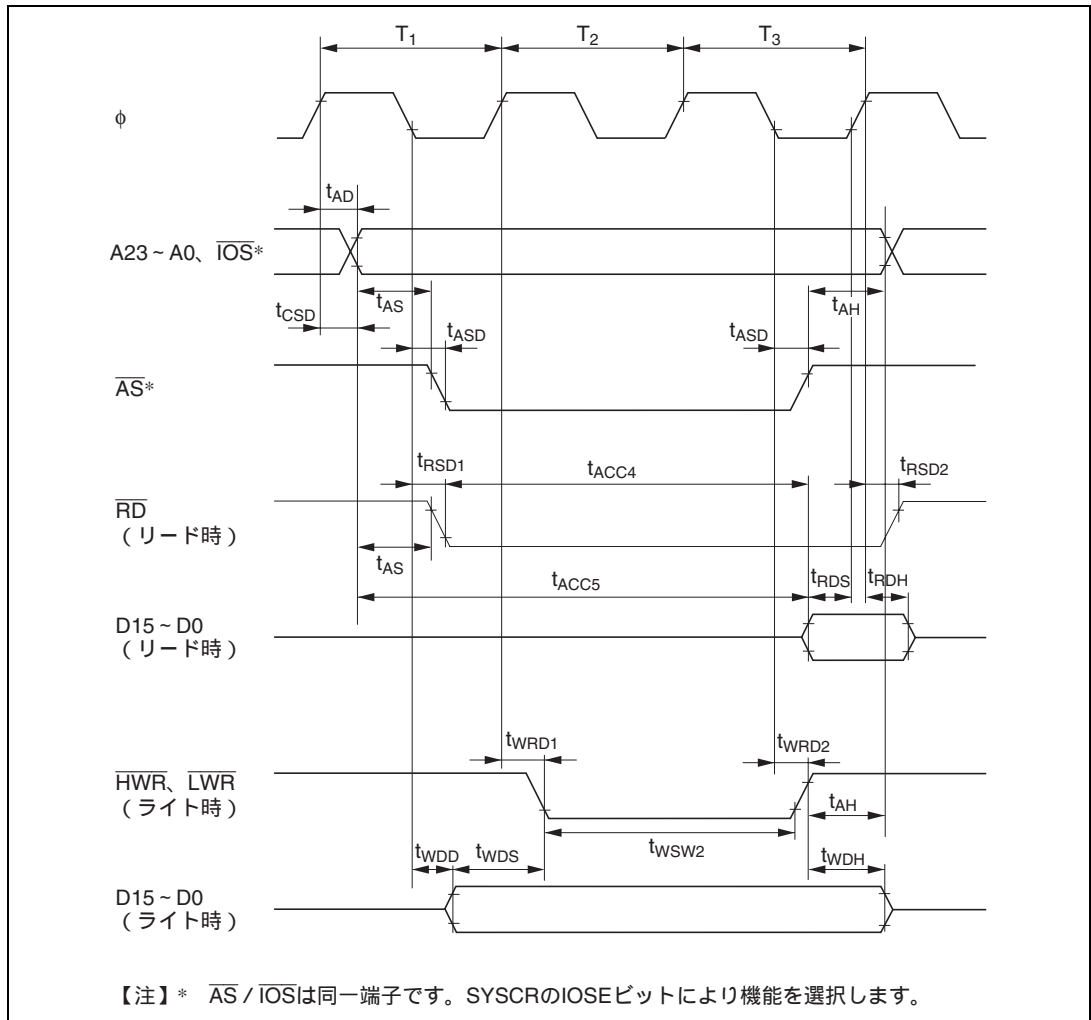 T1 T2 T3
φ
tAD
A23～A0、IOS*
tAS tAH
tCSD tASD tASD
AS*
tRSD1 tACC4 tRSD2
RD
（リード時）
tAS
tACC5 tRDS tRDH
D15～D0
（リード時）
tWRD1 tWRD2
HWR、LWR
（ライト時）
tAH
tWDD tWDS tWSW2 tWDH
D15～D0
（ライト時）
【注】* AS / IOSは同一端子です。SYSCRのIOSEビットにより機能を選択します。